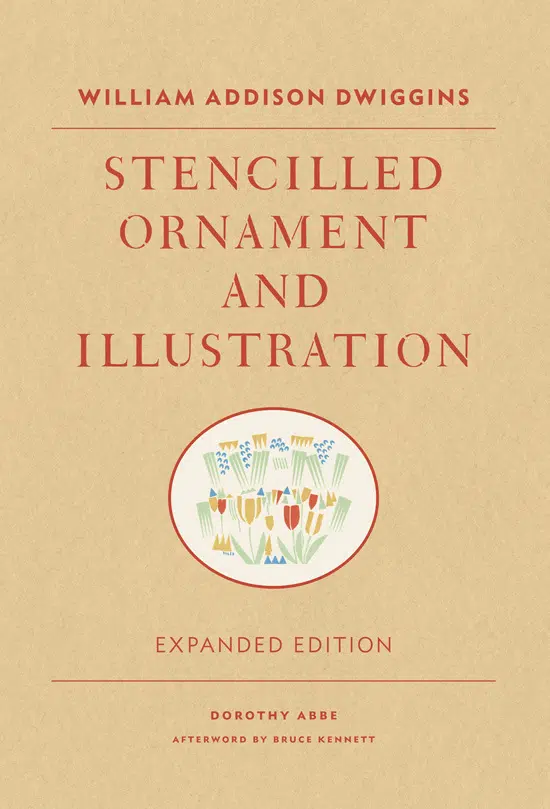 WILLIAM ADDISON DWIGGINS
STENCILLED
ORNAMENT
AND
ILLUSTRATION
EXPANDED EDITION
DOROTHY ABBE
AFTERWORD BY BRUCE KENNETT